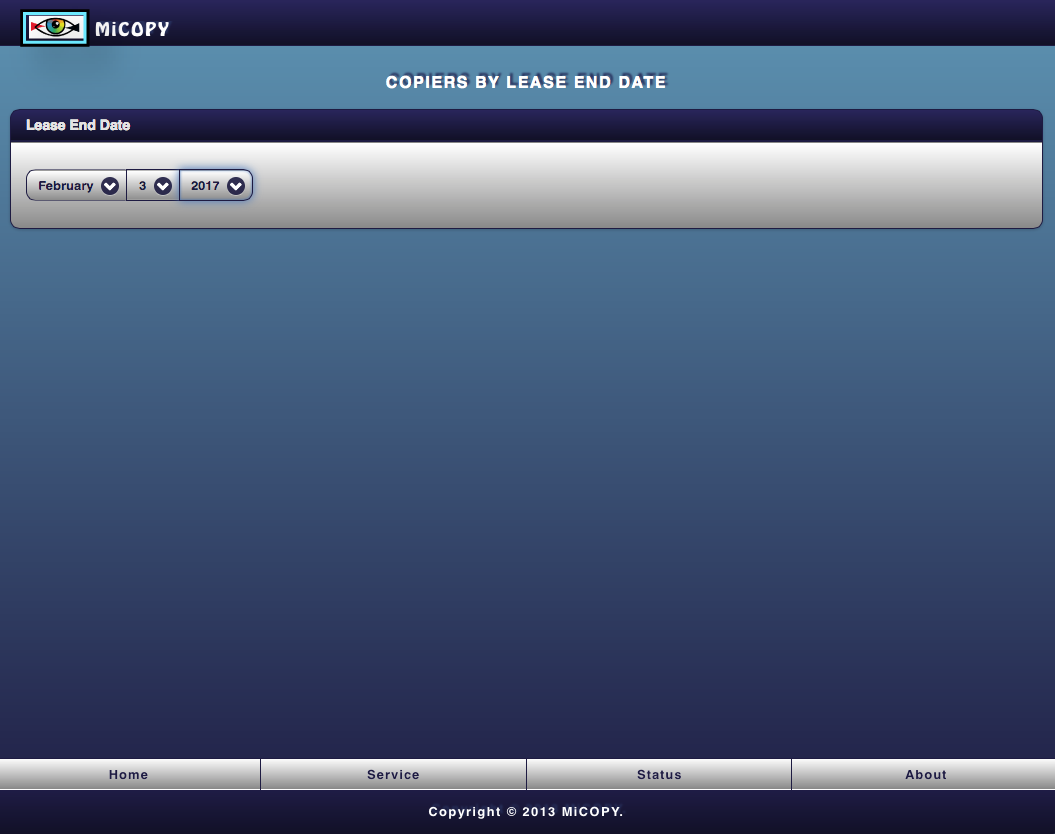 MiCOPY
COPIERS BY LEASE END DATE
Lease End Date
February 3 2017
Home Service Status About
Copyright © 2013 MiCOPY.